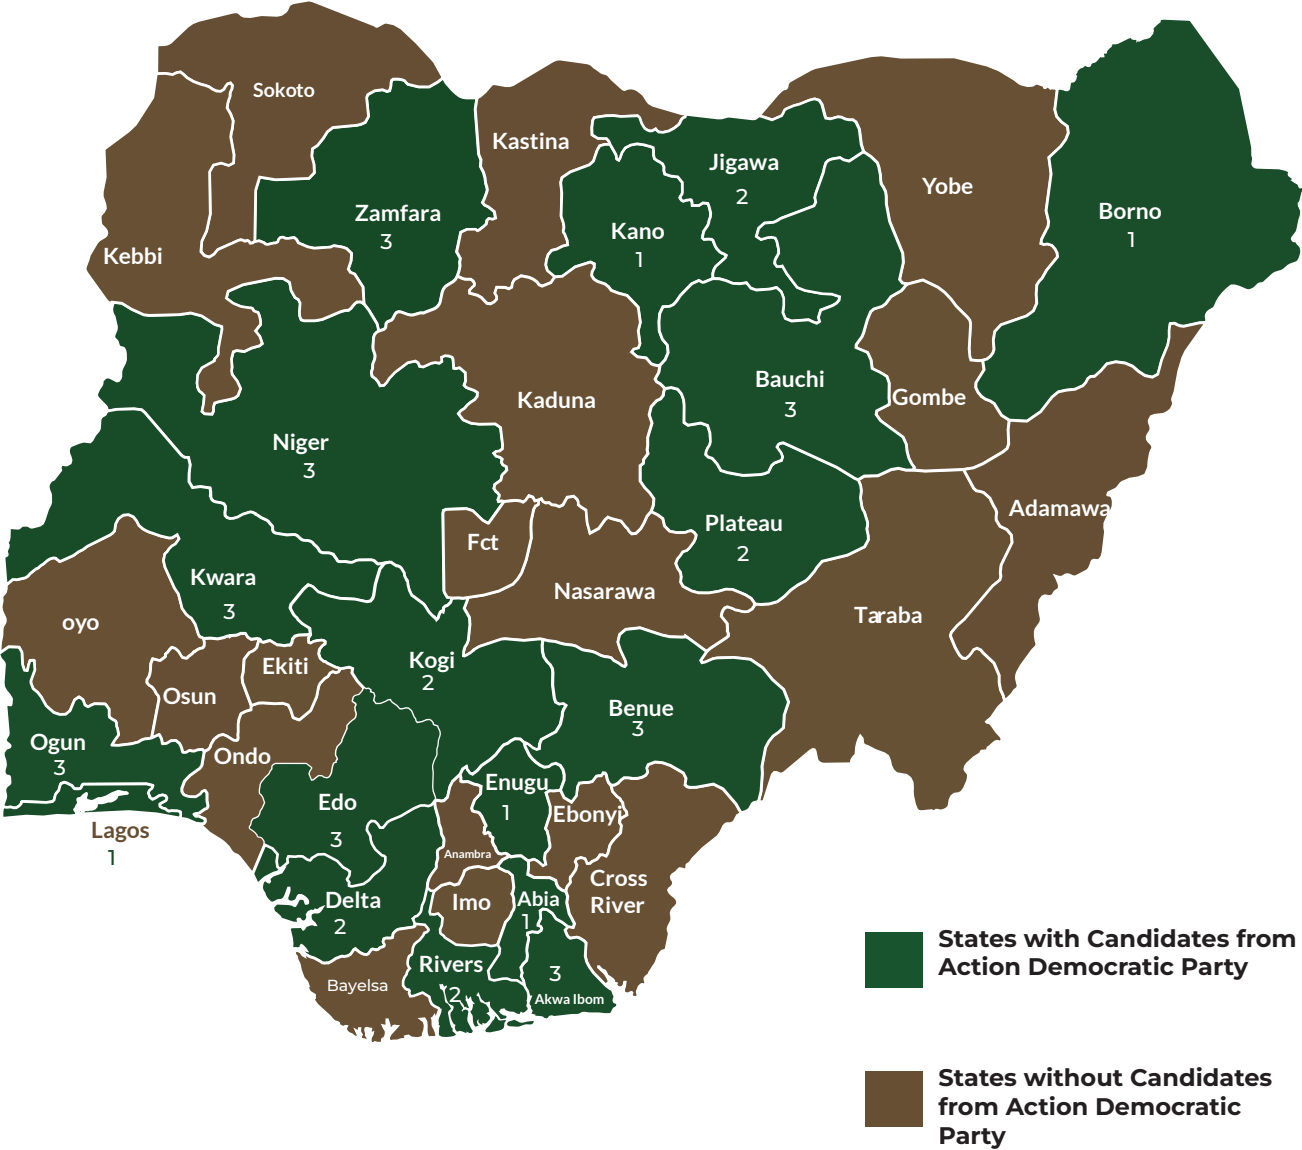 Sokoto
Kastina
Jigawa
2
Yobe
Borno
1
Zamfara
3
Kano
1
Kebbi
Bauchi
3
Gombe
Kaduna
Niger
3
Adamawa
Plateau
2
Fct
Kwara
3
Nasarawa
oyo
Taraba
Kogi
2
Ekiti
Osun
Benue
3
Ogun
3
Ondo
Enugu
1
Edo
3
Ebonyi
Lagos
1
Anambra
Cross
River
Delta
2
Imo
Abia
1
Rivers
2
3
Akwa Ibom
Bayelsa
States with Candidates from
Action Democratic Party
States without Candidates
from Action Democratic
Party